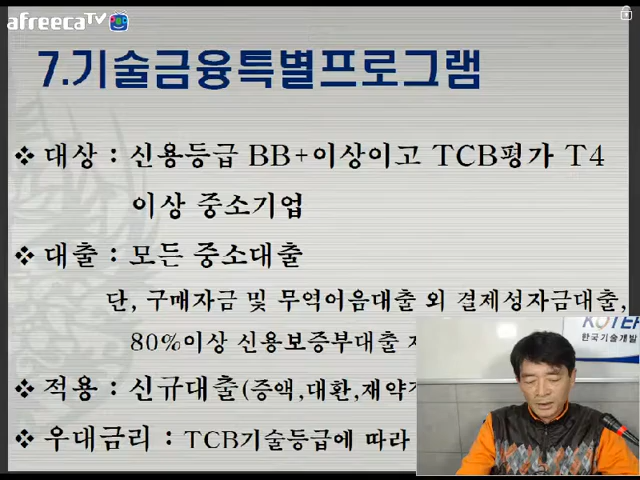 afreecaTV
7.기술금융특별프로그램
❖ 대상 : 신용등급 BB+이상이고 TCB평가 T4
이상 중소기업
❖ 대출 : 모든 중소대출
단, 구매자금 및 무역어음대출 외 결제성자금대출,
80%이상 신용보증부대출
❖ 적용 : 신규대출(증액,대환,
❖ 우대금리 : TCB기술등급에 따라
한국기술개발